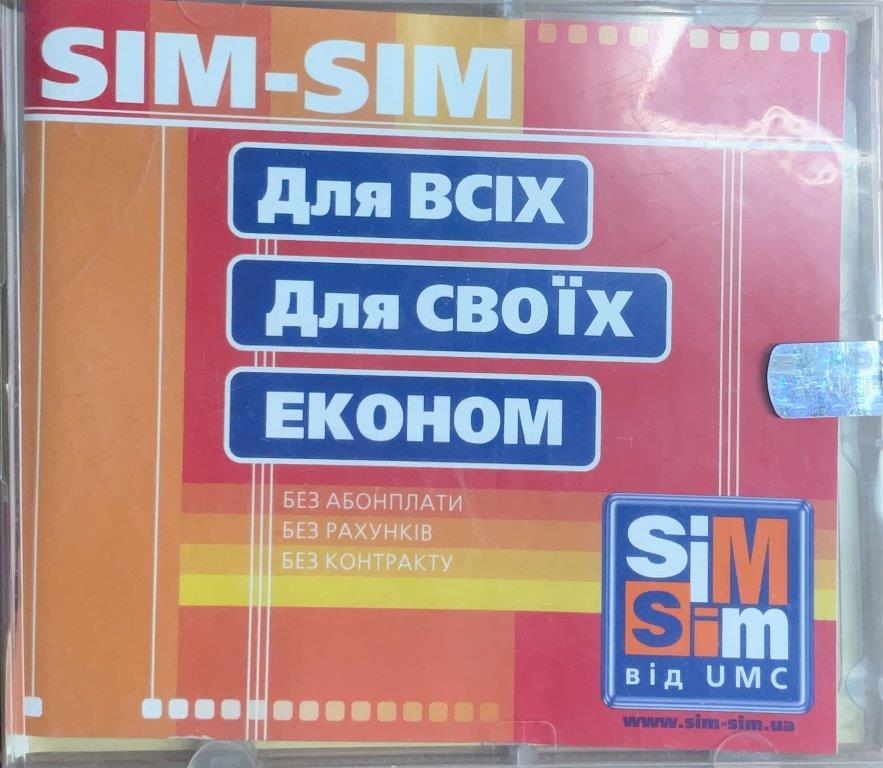 SIM-SIM
Для ВСІХ
Для СВОЇХ
ЕКОНОМ
БЕЗ АБОНПЛАТИ
БЕЗ РАХУНКІВ
БЕЗ КОНТРАКТУ
SiM
Sim
від UMC
www.sim-sim.ua